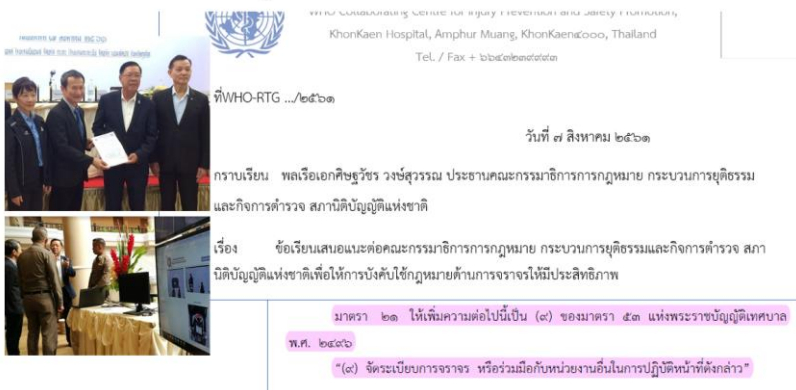 WHO Collaborating Centre for Injury Prevention and Safety Promotion,
KhonKaen Hospital, Amphur Muang, KhonKaen๔๐๐๐, Thailand
Tel. / Fax +
ที่WHO-RTG .../๒๕๖๑
วันที่ ๗ สิงหาคม ๒๕๖๑
กราบเรียน พลเรือเอกศิษฐวัชร วงษ์สุวรรณ ประธานคณะกรรมาธิการการกฎหมาย กระบวนการยุติธรรม
และกิจการตำรวจ สภานิติบัญญัติแห่งชาติ
เรื่อง ข้อเรียนเสนอแนะต่อคณะกรรมาธิการการกฎหมาย กระบวนการยุติธรรมและกิจการตำรวจ สภา
นิติบัญญัติแห่งชาติเพื่อให้การบังคับใช้กฎหมายด้านการจราจรให้มีประสิทธิภาพ
มาตรา ๒๑ ให้เพิ่มความต่อไปนี้เป็น (๙) ของมาตรา ๕๓ แห่งพระราชบัญญัติเทศบาล
พ.ศ. ๒๔๙๖
"(๙) จัดระเบียบการจราจร หรือร่วมมือกับหน่วยงานอื่นในการปฏิบัติหน้าที่ดังกล่าว"